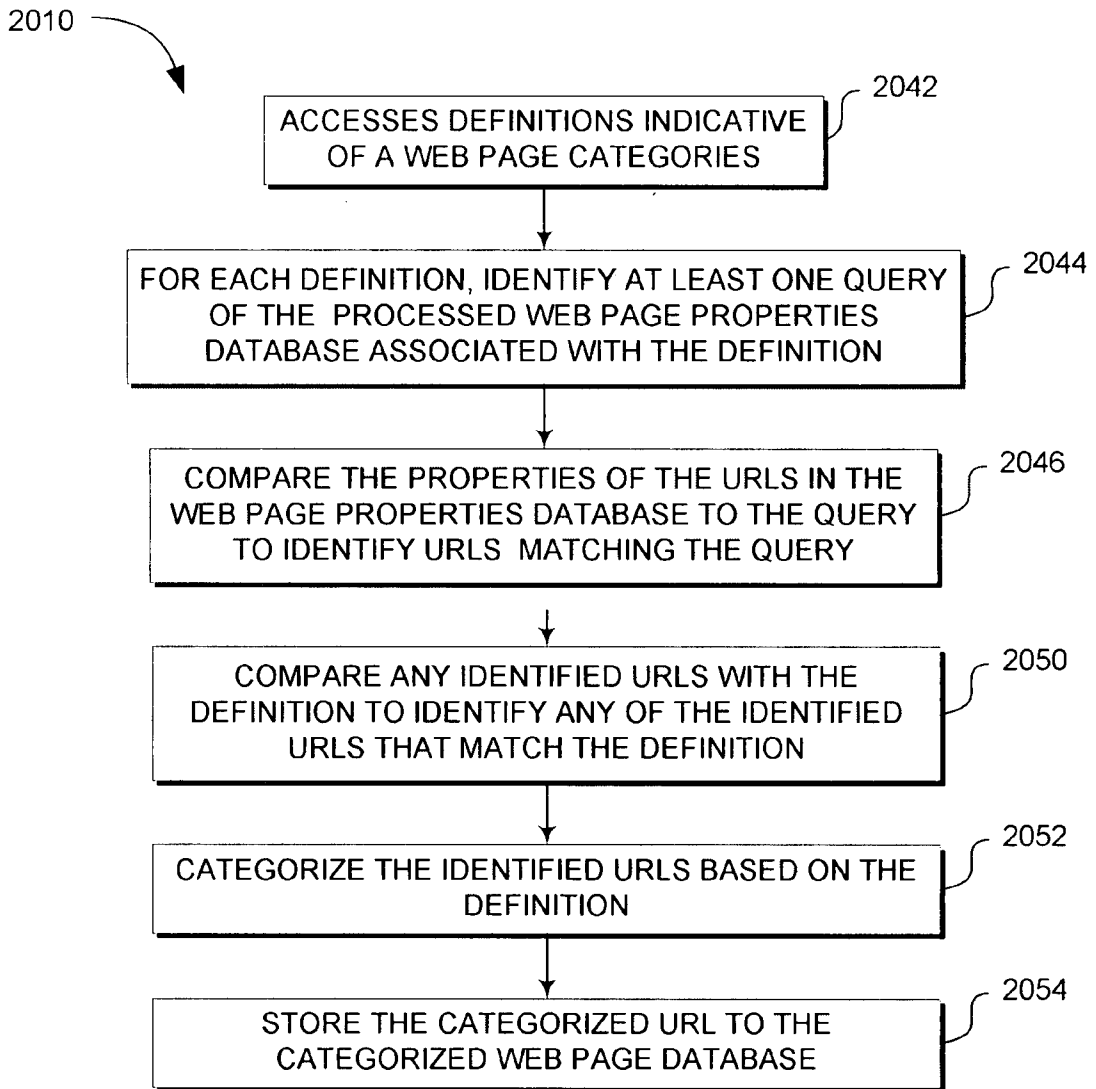 2010
2042
ACCESSES DEFINITIONS INDICATIVE
OF A WEB PAGE CATEGORIES
2044
FOR EACH DEFINITION, IDENTIFY AT LEAST ONE QUERY
OF THE PROCESSED WEB PAGE PROPERTIES
DATABASE ASSOCIATED WITH THE DEFINITION
2046
COMPARE THE PROPERTIES OF THE URLS IN THE
WEB PAGE PROPERTIES DATABASE TO THE QUERY
TO IDENTIFY URLS MATCHING THE QUERY
2050
COMPARE ANY IDENTIFIED URLS WITH THE
DEFINITION TO IDENTIFY ANY OF THE IDENTIFIED
URLS THAT MATCH THE DEFINITION
2052
CATEGORIZE THE IDENTIFIED URLS BASED ON THE
DEFINITION
2054
STORE THE CATEGORIZED URL TO THE
CATEGORIZED WEB PAGE DATABASE